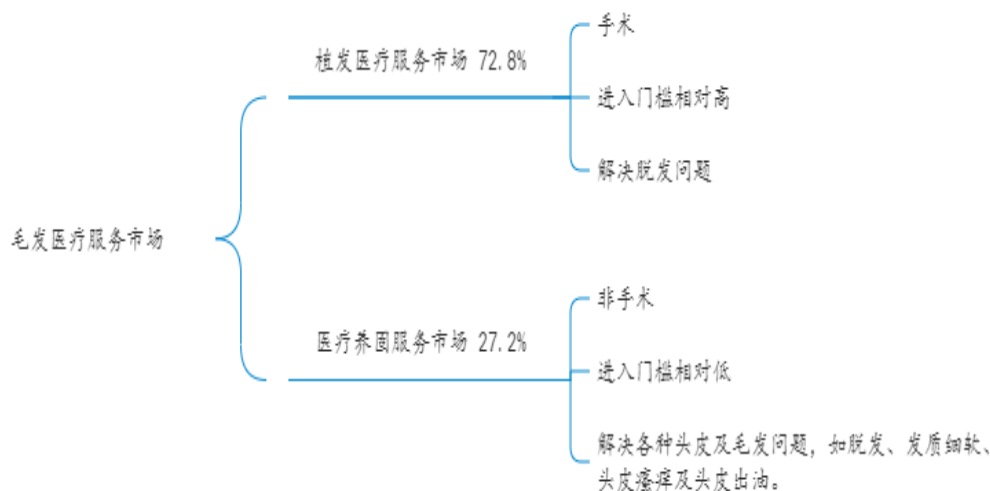 毛发医疗服务市场
植发医疗服务市场 72.8%
手术
进入门槛相对高
解决脱发问题
医疗养固服务市场 27.2%
非手术
进入门槛相对低
解决各种头皮及毛发问题，如脱发、发质细软、
头皮瘙痒及头皮出油。